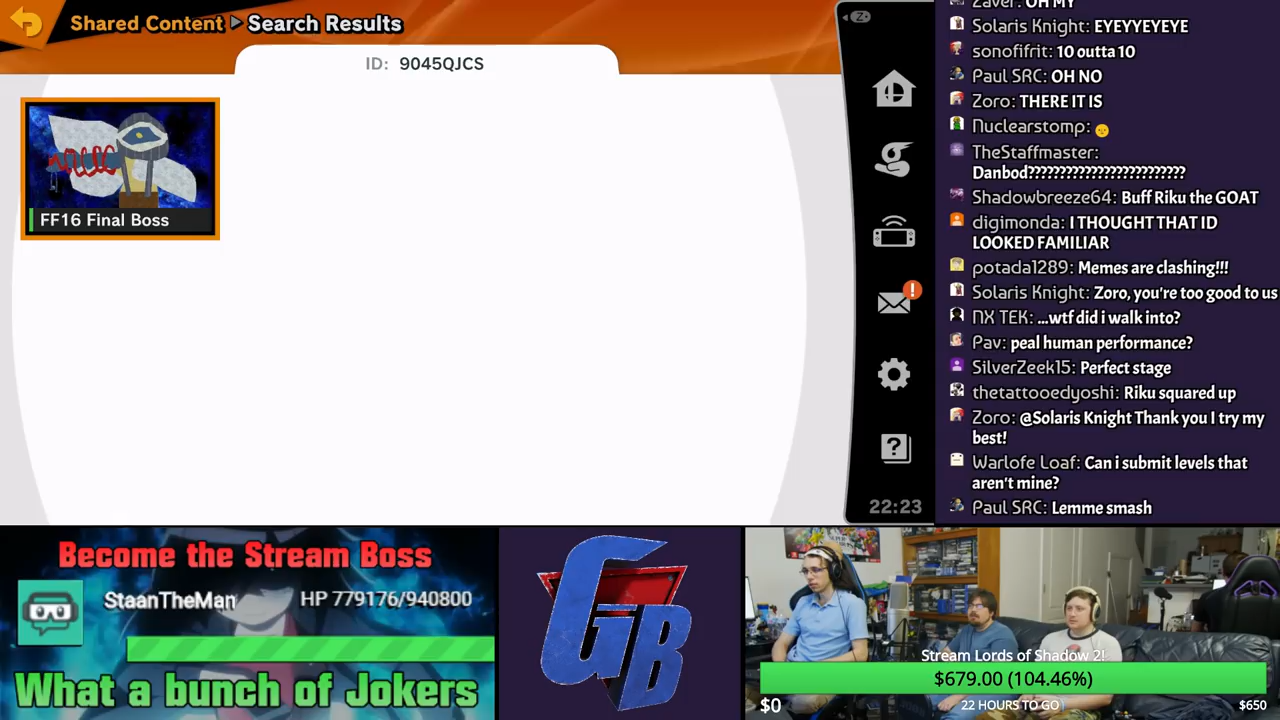 Shared Content ▶ Search Results
ID: 9045QJCS
FF16 Final Boss
22:23
Zaver: OH MY
Solaris Knight: EYEYYEYEYE
sonofifrit: 10 outta 10
Paul SRC: OH NO
Zoro: THERE IT IS
Nuclearstomp:
TheStaffmaster:
Danbod?????????????????????????
Shadowbreeze64: Buff Riku the GOAT
digimonda: I THOUGHT THAT ID
LOOKED FAMILIAR
potada1289: Memes are clashing!!!
Solaris Knight: Zoro, you're too good to us
NX TEK: ...wtf did i walk into?
Pav: peal human performance?
SilverZeek15: Perfect stage
thetattooedyoshi: Riku squared up
Zoro: @Solaris Knight Thank you I try my
best!
Warlofe Loaf: Can i submit levels that
aren't mine?
Paul SRC: Lemme smash
Become the Stream Boss
StaanTheMan HP 779176/940800
What a bunch of Jokers
GB
Stream Lords of Shadow 2!
$679.00 (104.46%)
$0 22 HOURS TO GO $650